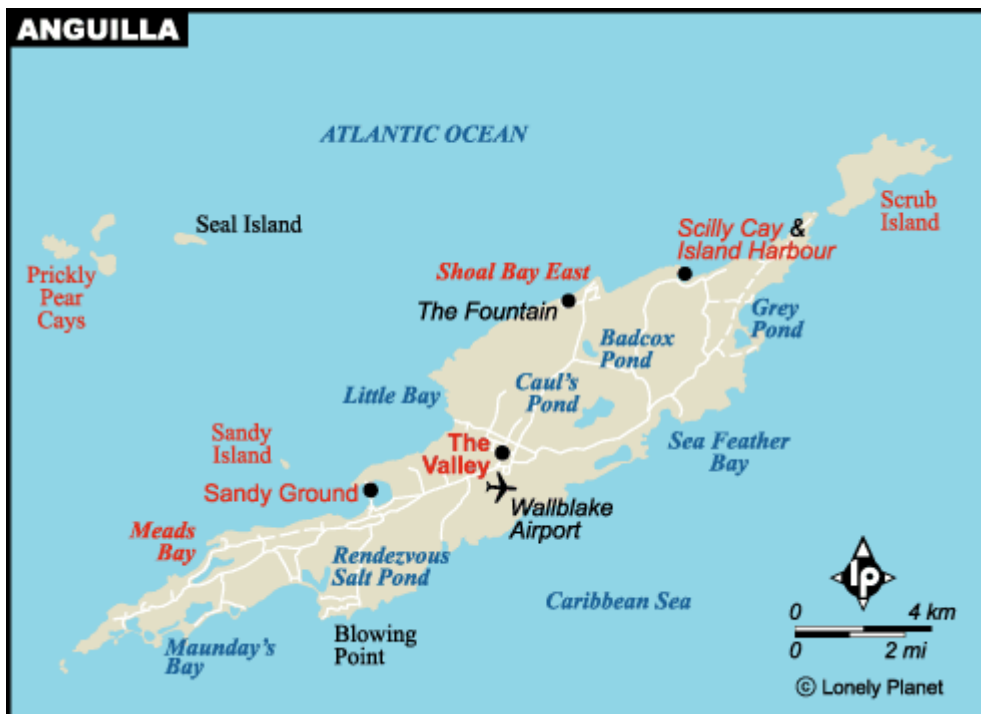 ANGUILLA
ATLANTIC OCEAN
Scrub
Island
Seal Island
Scilly Cay &
Island Harbour
Prickly
Pear
Cays
Shoal Bay East
The Fountain
Grey
Pond
Badcox
Pond
Little Bay
Caul's
Pond
Sandy
Island
The
Valley
Sea Feather
Bay
Sandy Ground
Wallblake
Airport
Meads
Bay
Rendezvous
Salt Pond
Caribbean Sea
Maunday's
Bay
Blowing
Point
lp
0 4 km
0 2 mi
© Lonely Planet